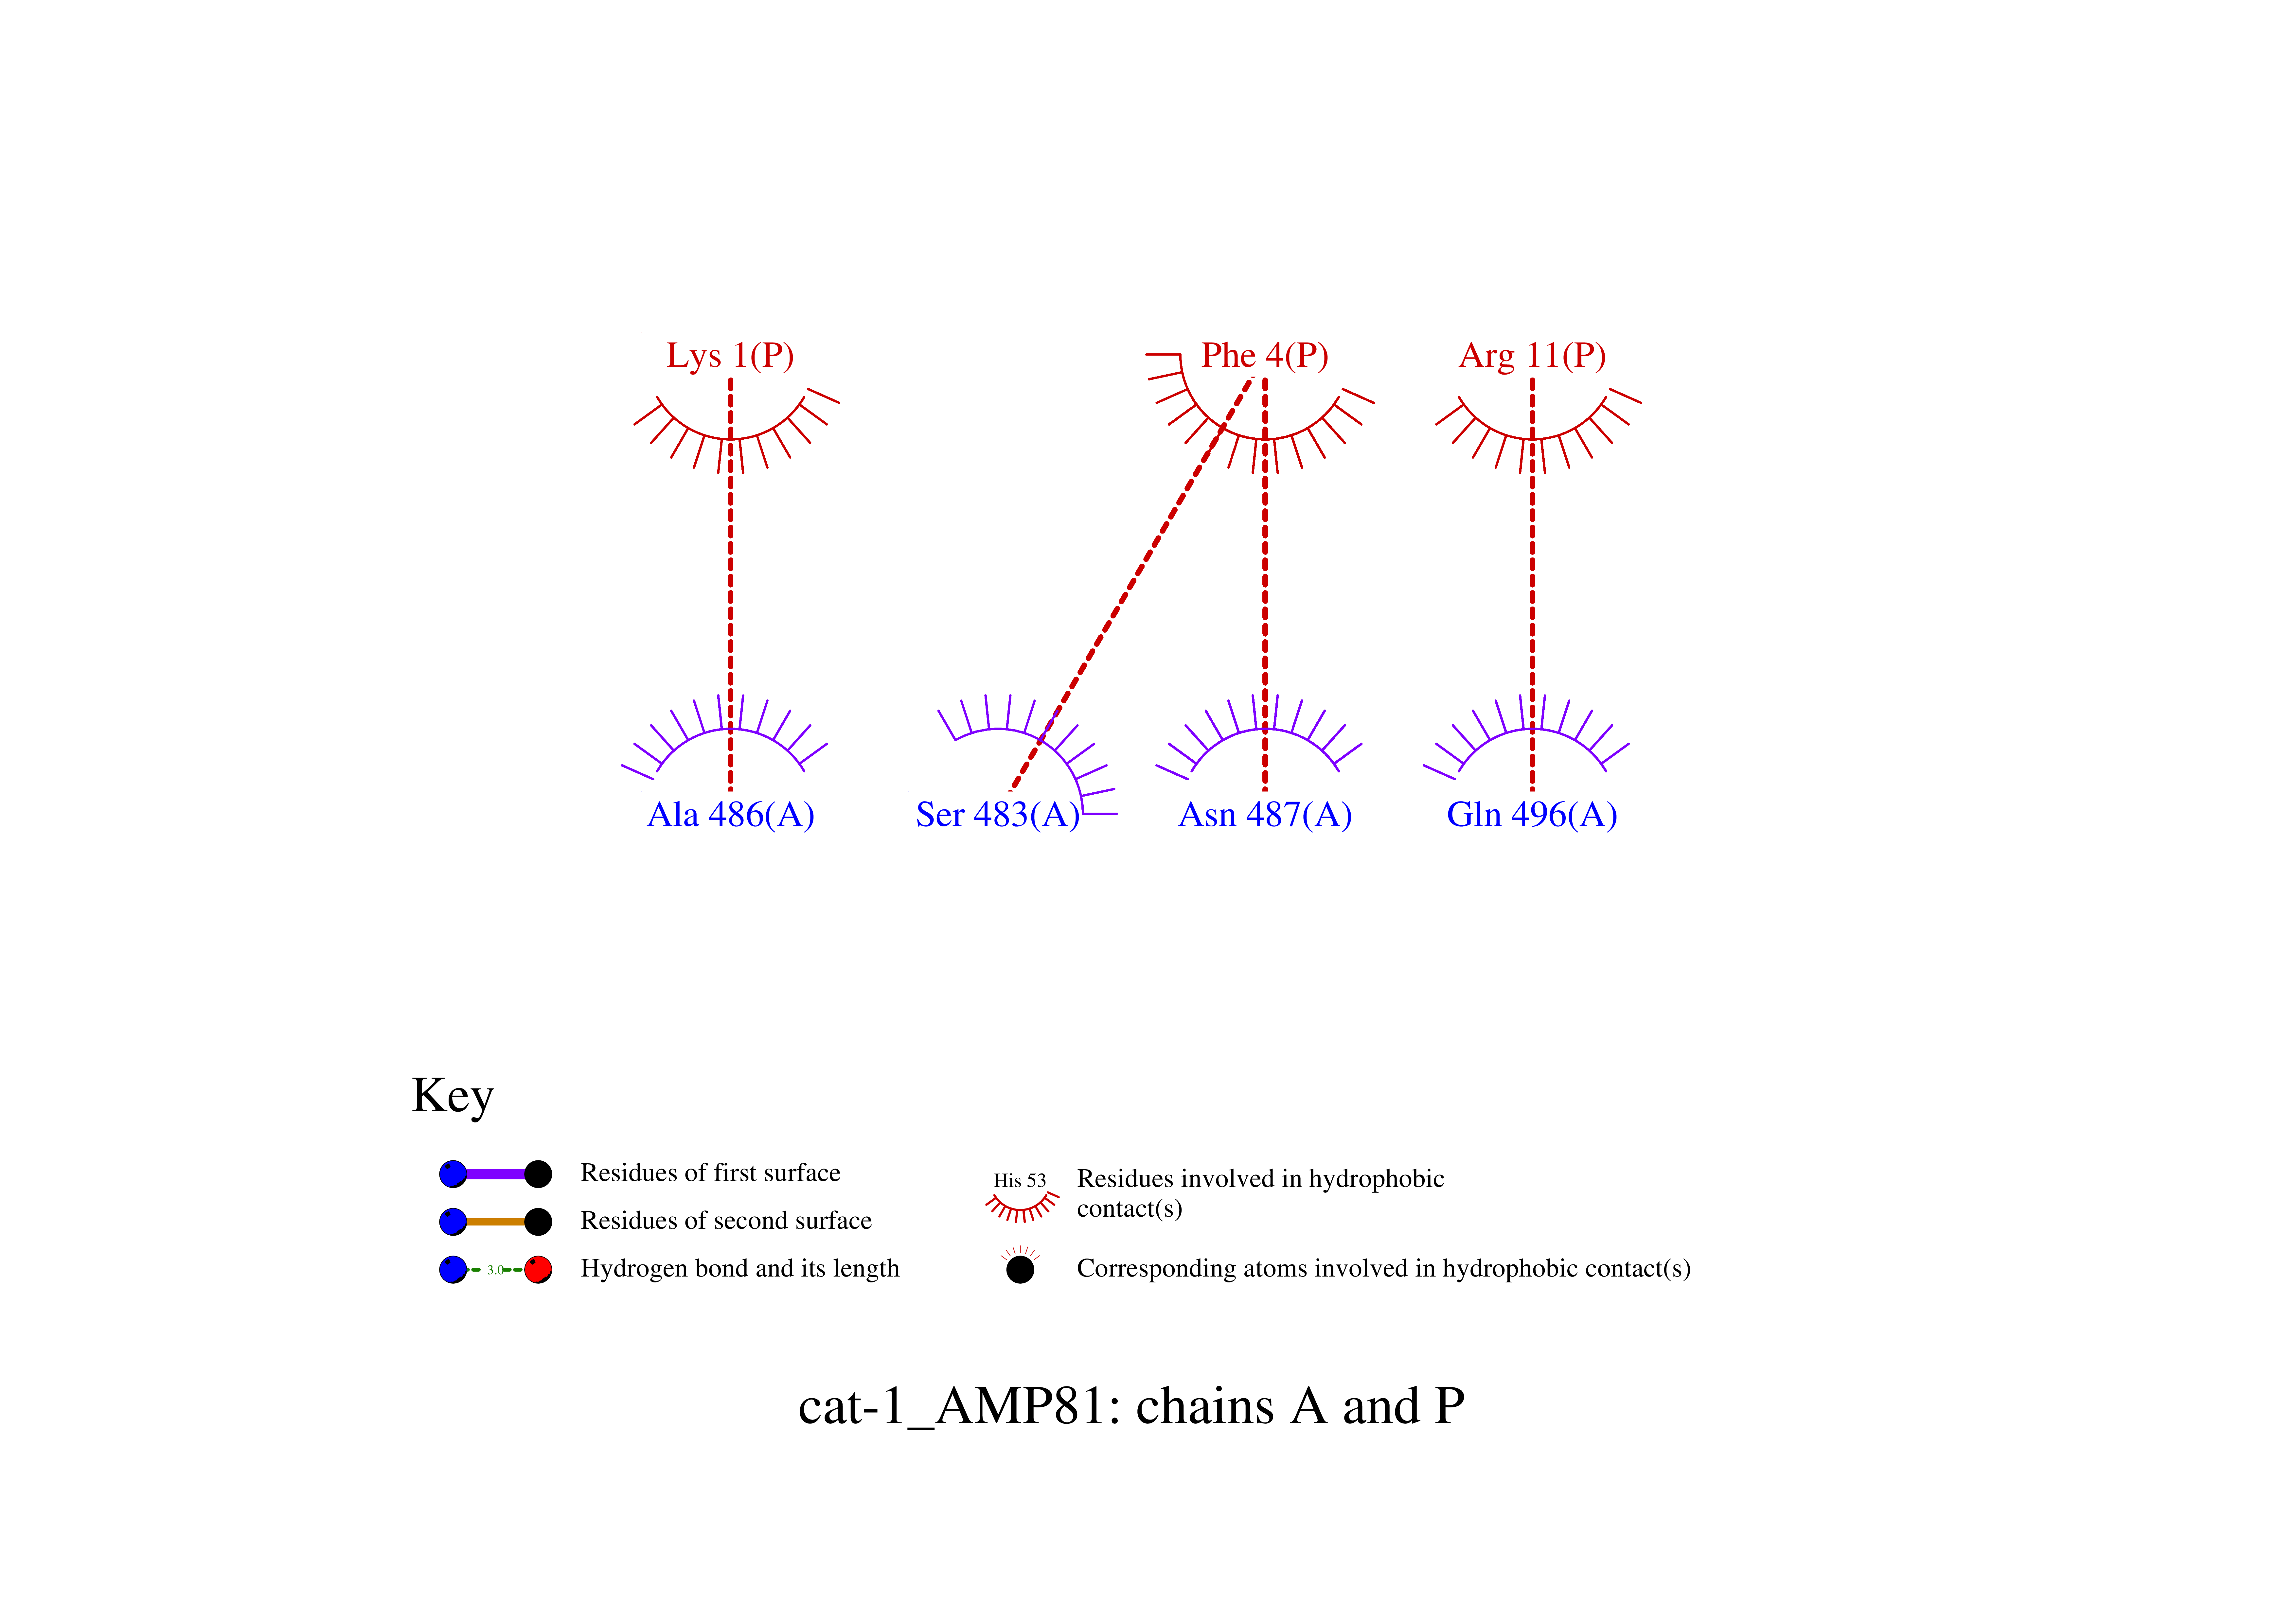 Lys 1(P) Phe 4(P) Arg 11(P)
Ala 486(A) Ser 483(A) Asn 487(A) Gln 496(A)
Key
Residues of first surface
Residues of second surface
3.0 Hydrogen bond and its length
His 53 Residues involved in hydrophobic
contact(s)
Corresponding atoms involved in hydrophobic contact(s)
cat-1_AMP81: chains A and P